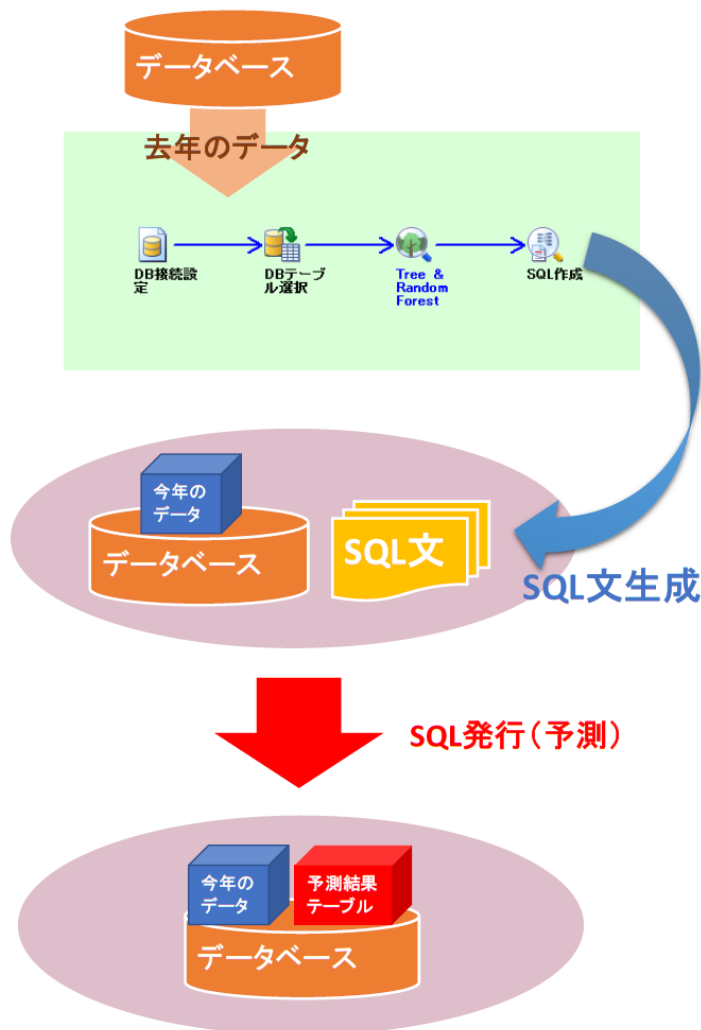 データベース
去年のデータ
DB接続設
定
DBテーブ
ル選択
Tree &
Random
Forest
SQL作成
今年の
データ
データベース
SQL文
SQL文生成
SQL発行（予測）
今年の
データ
予測結果
テーブル
データベース